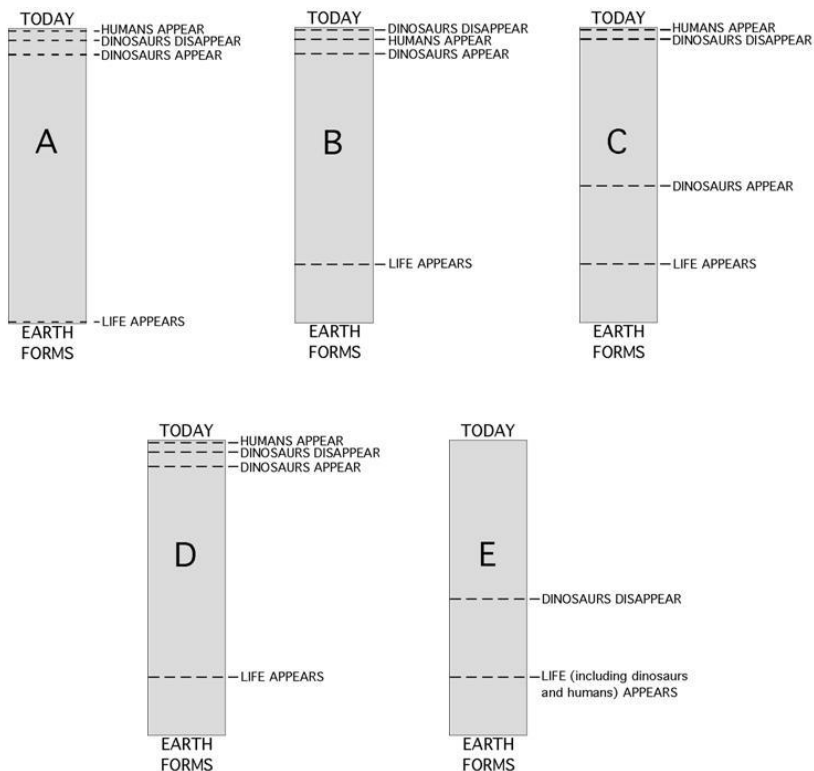 TODAY
HUMANS APPEAR
DINOSAURS DISAPPEAR
DINOSAURS APPEAR
A
LIFE APPEARS
EARTH
FORMS
TODAY
DINOSAURS DISAPPEAR
HUMANS APPEAR
DINOSAURS APPEAR
B
LIFE APPEARS
EARTH
FORMS
TODAY
HUMANS APPEAR
DINOSAURS DISAPPEAR
C
DINOSAURS APPEAR
LIFE APPEARS
EARTH
FORMS
TODAY
HUMANS APPEAR
DINOSAURS DISAPPEAR
DINOSAURS APPEAR
D
LIFE APPEARS
EARTH
FORMS
TODAY
E
DINOSAURS DISAPPEAR
LIFE (including dinosaurs
and humans) APPEARS
EARTH
FORMS